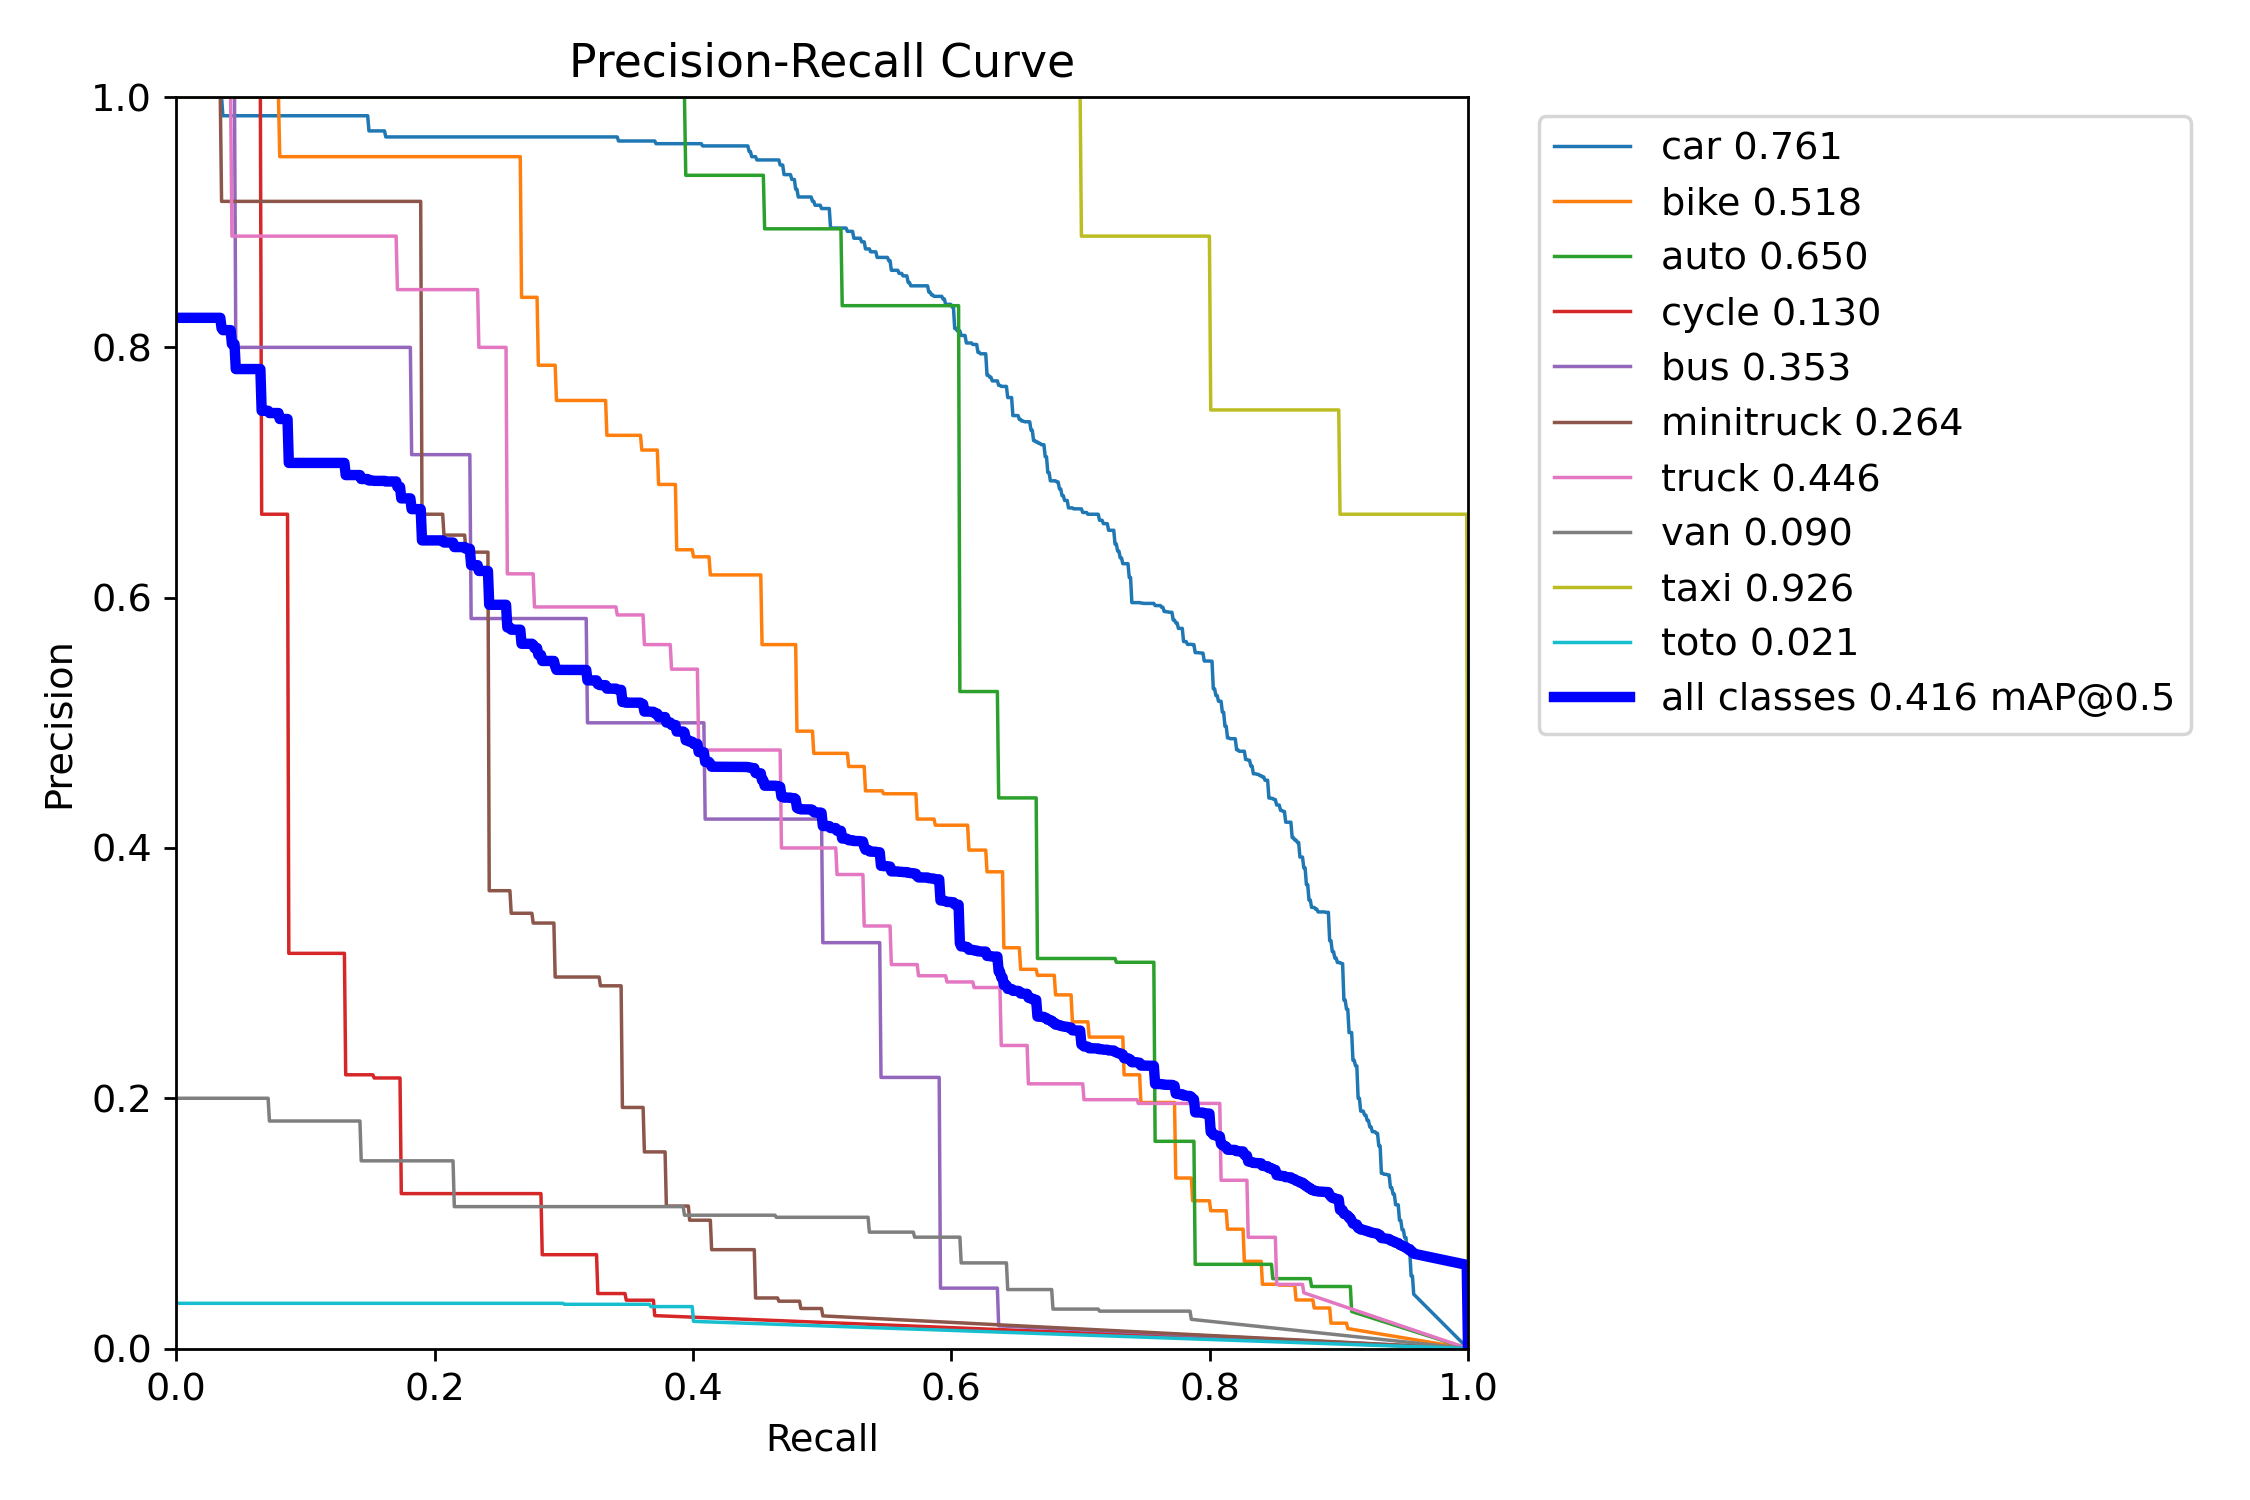 Precision-Recall Curve
1.0
0.8
0.6
0.4
0.2
0.0
Precision
0.0 0.2 0.4 0.6 0.8 1.0
Recall
car 0.761
bike 0.518
auto 0.650
cycle 0.130
bus 0.353
minitruck 0.264
truck 0.446
van 0.090
taxi 0.926
toto 0.021
all classes 0.416 mAP@0.5